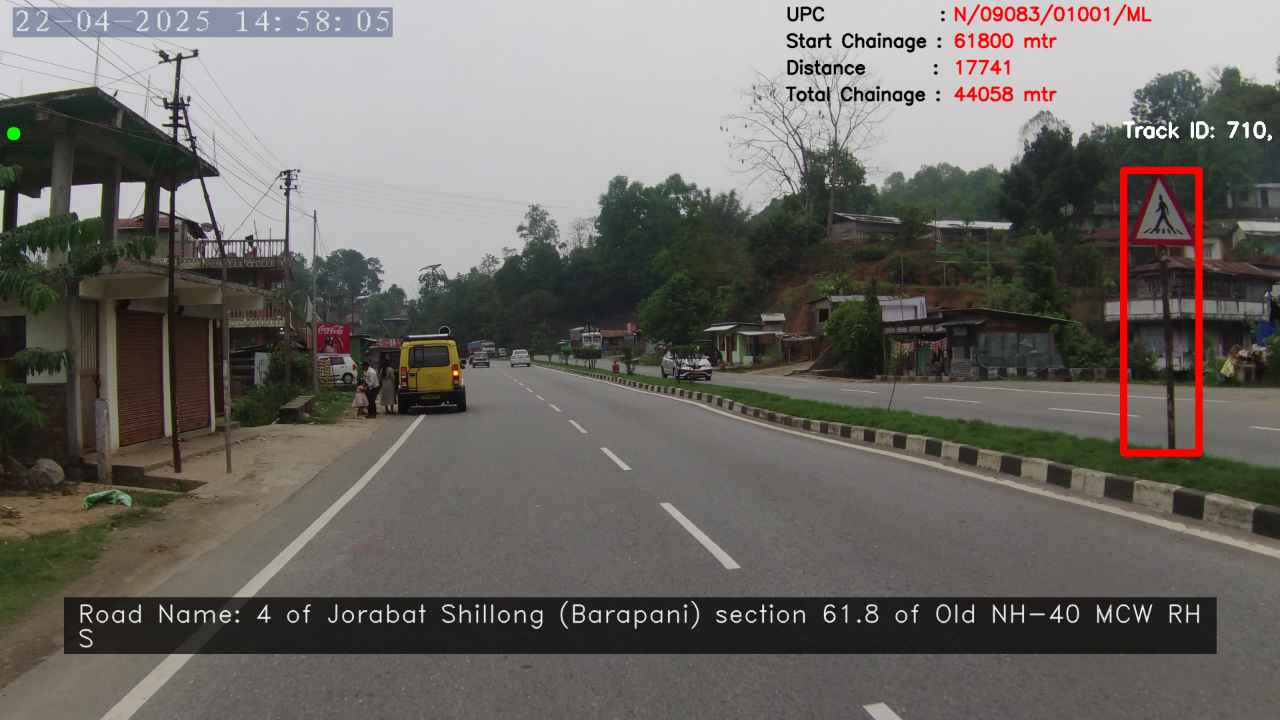 22-04-2025 14:58:05
UPC : N/09083/01001/ML
Start Chainage : 61800 mtr
Distance : 17741
Total Chainage : 44058 mtr
Track ID: 710,
Coca-Cola
Road Name: 4 of Jorabat Shillong (Barapani) section 61.8 of Old NH-40 MCW RH
S